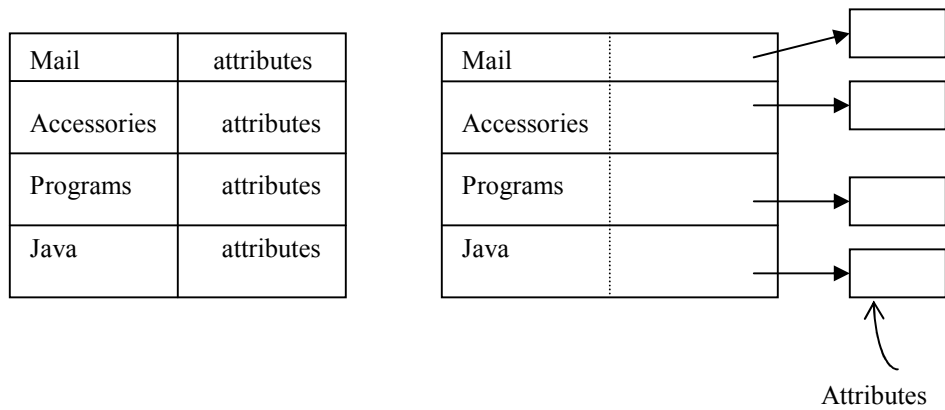 Mail attributes
Accessories attributes
Programs attributes
Java attributes
Mail
Accessories
Programs
Java
Attributes